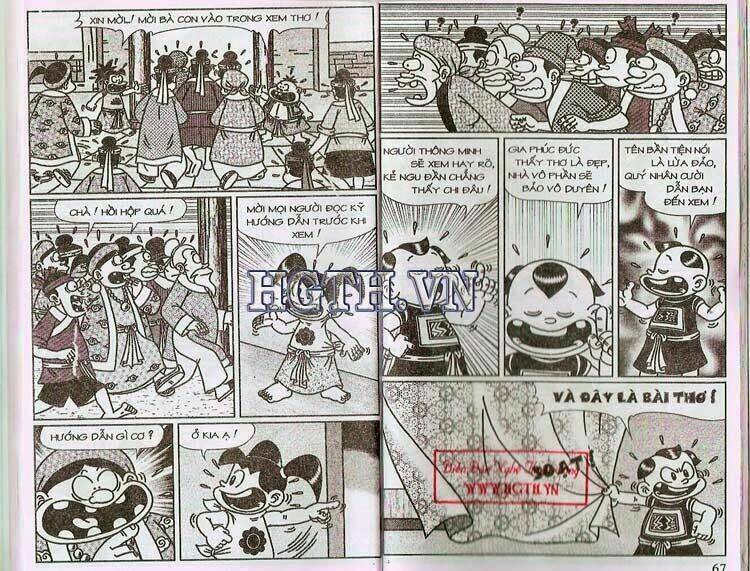 XIN MỜI! MỜI BÀ CON VÀO TRONG XEM THƠ!
CHÀ! HỒI HỘP QUÁ!
MỜI MỌI NGƯỜI ĐỌC KỸ
HƯỚNG DẪN TRƯỚC KHI
XEM!
HƯỚNG DẪN GÌ CƠ?
Ở KIA Ạ!
NGƯỜI THÔNG MINH
SẼ XEM HAY RÕ,
KẺ NGU ĐẦN CHẲNG
THẤY CHI ĐÂU!
GIA PHÚC ĐỨC
THẤY THƠ LÀ ĐẸP,
NHÀ VÔ PHẦN SẼ
BẢO VÔ DUYÊN!
TÊN BẦN TIỆN NÓI
LÀ LỪA ĐẢO,
QUÝ NHÂN CƯỜI
DẪN BẠN
ĐẾN XEM!
VÀ ĐÂY LÀ BÀI THƠ!
HGTH.VN
WWW.HGTH.VN
67